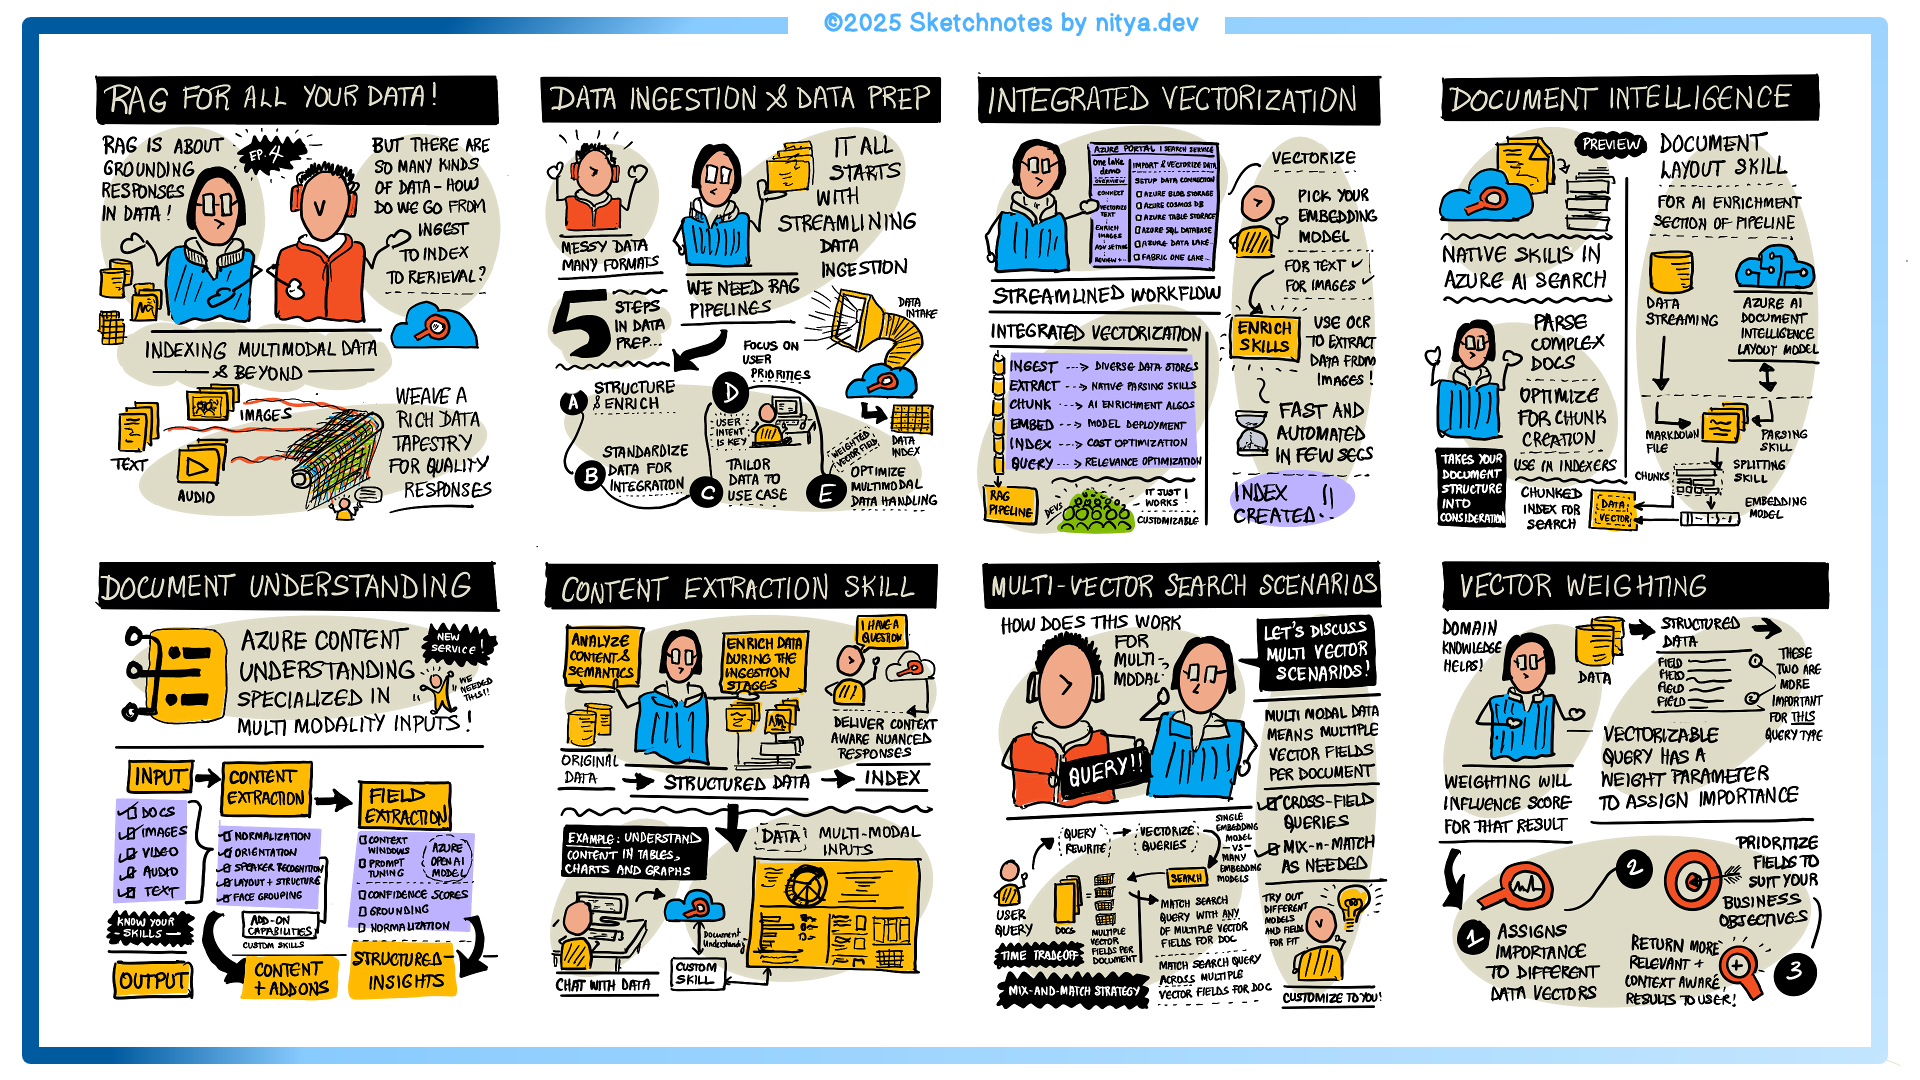 ©2025 Sketchnotes by nitya.dev
RAG FOR ALL YOUR DATA!
RAG IS ABOUT
GROUNDING
RESPONSES
IN DATA!
EP. 4
BUT THERE ARE
SO MANY KINDS
OF DATA - HOW
DO WE GO FROM
INGEST
TO INDEX
TO RETRIEVAL?
INDEXING MULTIMODAL DATA
& BEYOND
IMAGES
TEXT
AUDIO
WEAVE A
RICH DATA
TAPESTRY
FOR QUALITY
RESPONSES
DATA INGESTION & DATA PREP
MESSY DATA
MANY FORMATS
IT ALL
STARTS
WITH
STREAMLINING
DATA
INGESTION
WE NEED RAG
PIPELINES
5
STEPS
IN DATA
PREP...
DATA
INTAKE
FOCUS ON
USER
PRIORITIES
A
STRUCTURE
& ENRICH
B
STANDARDIZE
DATA FOR
INTEGRATION
C
TAILOR
DATA TO
USE CASE
D
USER
INTENT
IS KEY
WEIGHTED
VECTOR FIELD
DATA
INDEX
E
OPTIMIZE
MULTIMODAL
DATA HANDLING
INTEGRATED VECTORIZATION
AZURE PORTAL | SEARCH SERVICE
One lake
demo
OVERVIEW
CONNECT
VECTORIZE
TEXT
ENRICH
IMAGES
ADV SETTING
REVIEW +..
IMPORT & VECTORIZE DATA
SETUP DATA CONNECTION
AZURE BLOB STORAGE
AZURE COSMOS DB
AZURE TABLE STORAGE
AZURE SQL DATABASE
AZURE DATA LAKE..
FABRIC ONE LAKE..
STREAMLINED WORKFLOW
INTEGRATED VECTORIZATION
INGEST ---> DIVERSE DATA STORES
EXTRACT ---> NATIVE PARSING SKILLS
CHUNK ---> AI ENRICHMENT ALGOS
EMBED ---> MODEL DEPLOYMENT
INDEX ---> COST OPTIMIZATION
QUERY ---> RELEVANCE OPTIMIZATION
RAG
PIPELINE
DEVS
IT JUST
WORKS!
CUSTOMIZABLE
VECTORIZE
PICK YOUR
EMBEDDING
MODEL
FOR TEXT ✓
FOR IMAGES ✓
ENRICH
SKILLS
USE OCR
TO EXTRACT
DATA FROM
IMAGES!
FAST AND
AUTOMATED
IN FEW SECS
INDEX
CREATED!!
DOCUMENT INTELLIGENCE
PREVIEW
NATIVE SKILLS IN
AZURE AI SEARCH
PARSE
COMPLEX
DOCS
OPTIMIZE
FOR CHUNK
CREATION
USE IN INDEXERS
TAKES YOUR
DOCUMENT
STRUCTURE
INTO
CONSIDERATION
CHUNKED
INDEX FOR
SEARCH
DOCUMENT
LAYOUT SKILL
FOR AI ENRICHMENT
SECTION OF PIPELINE
DATA
STREAMING
AZURE AI
DOCUMENT
INTELLIGENCE
LAYOUT MODEL
MARKDOWN
FILE
PARSING
SKILL
CHUNKS
SPLITTING
SKILL
DATA
VECTOR
EMBEDDING
MODEL
DOCUMENT UNDERSTANDING
AZURE CONTENT
UNDERSTANDING
SPECIALIZED IN
MULTI MODALITY INPUTS!
NEW
SERVICE!
WE
NEEDED
THIS!!
INPUT
DOCS
IMAGES
VIDEO
AUDIO
TEXT
KNOW YOUR
- SKILLS -
OUTPUT
CONTENT
EXTRACTION
NORMALIZATION
ORIENTATION
SPEAKER RECOGNITION
LAYOUT + STRUCTURE
FACE GROUPING
ADD-ON
CAPABILITIES
CUSTOM SKILLS
CONTENT
+ ADDONS
FIELD
EXTRACTION
CONTEXT
WINDOWS
PROMPT
TUNING
AZURE
OPEN AI
MODEL
CONFIDENCE SCORES
GROUNDING
NORMALIZATION
STRUCTURED
INSIGHTS
CONTENT EXTRACTION SKILL
ANALYZE
CONTENT &
SEMANTICS
ENRICH DATA
DURING THE
INGESTION
STAGES
I HAVE A
QUESTION
DELIVER CONTEXT
AWARE NUANCED
RESPONSES
ORIGINAL
DATA
STRUCTURED DATA
INDEX
EXAMPLE: UNDERSTAND
CONTENT IN TABLES,
CHARTS AND GRAPHS
DATA
MULTI-MODAL
INPUTS
Document
Understanding
CUSTOM
SKILL
CHAT WITH DATA
MULTI-VECTOR SEARCH SCENARIOS
HOW DOES THIS WORK
FOR
MULTI-
MODAL?
QUERY!!
LET'S DISCUSS
MULTI VECTOR
SCENARIOS!
MULTI MODAL DATA
MEANS MULTIPLE
VECTOR FIELDS
PER DOCUMENT
CROSS-FIELD
QUERIES
MIX-n-MATCH
AS NEEDED
USER
QUERY
QUERY
REWRITE
VECTORIZE
QUERIES
SINGLE
EMBEDDING
MODEL
- VS -
MANY
EMBEDDING
MODELS
SEARCH
DOCS
MULTIPLE
VECTOR
FIELDS PER
DOCUMENT
MATCH SEARCH
QUERY WITH ANY
OF MULTIPLE VECTOR
FIELDS FOR DOC
MATCH SEARCH QUERY
ACROSS MULTIPLE
VECTOR FIELDS FOR DOC
TIME TRADEOFF
MIX-AND-MATCH STRATEGY
TRY OUT
DIFFERENT
MODELS
AND FIELDS
FOR FIT
CUSTOMIZE TO YOU!
VECTOR WEIGHTING
DOMAIN
KNOWLEDGE
HELPS!
DATA
STRUCTURED
DATA
FIELD
FIELD
FIELD
FIELD
1
2
THESE
TWO ARE
MORE
IMPORTANT
FOR THIS
QUERY TYPE
VECTORIZABLE
QUERY HAS A
WEIGHT PARAMETER
TO ASSIGN IMPORTANCE
WEIGHTING WILL
INFLUENCE SCORE
FOR THAT RESULT
1
ASSIGNS
IMPORTANCE
TO DIFFERENT
DATA VECTORS
2
PRIORITIZE
FIELDS TO
SUIT YOUR
BUSINESS
OBJECTIVES
RETURN MORE
RELEVANT +
CONTEXT AWARE
RESULTS TO USER!
3